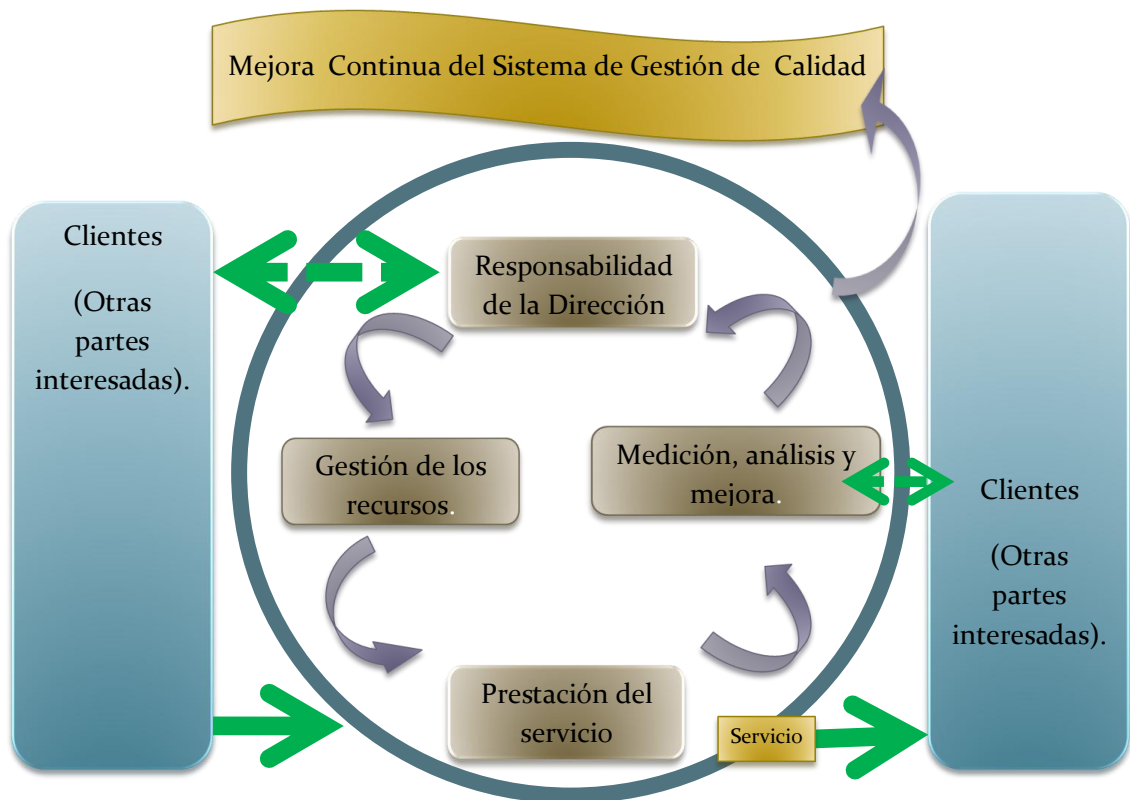 Mejora Continua del Sistema de Gestión de Calidad
Clientes
(Otras
partes
interesadas).
Responsabilidad
de la Dirección
Gestión de los
recursos.
Medición, análisis y
mejora.
Clientes
(Otras
partes
interesadas).
Prestación del
servicio
Servicio